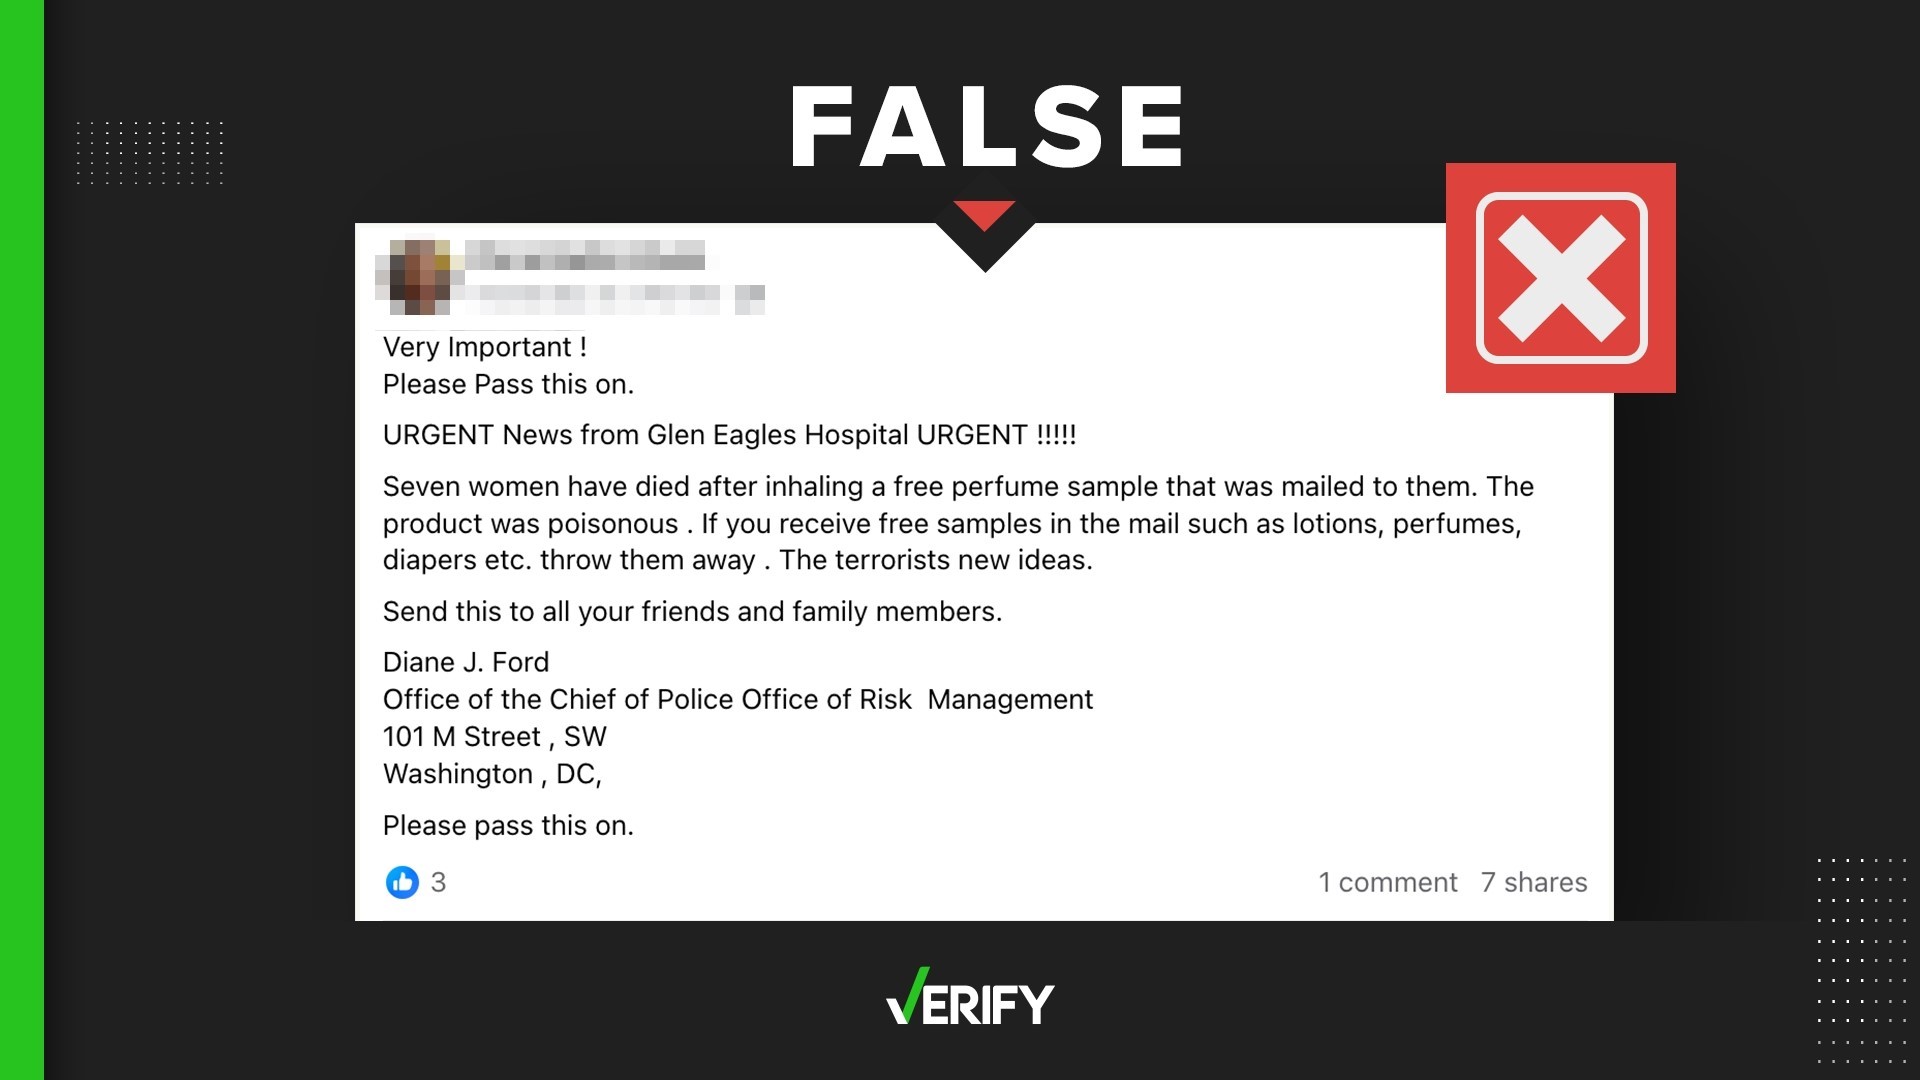 FALSE
Very Important !
Please Pass this on.
URGENT News from Glen Eagles Hospital URGENT !!!!!
Seven women have died after inhaling a free perfume sample that was mailed to them. The
product was poisonous . If you receive free samples in the mail such as lotions, perfumes,
diapers etc. throw them away . The terrorists new ideas.
Send this to all your friends and family members.
Diane J. Ford
Office of the Chief of Police Office of Risk  Management
101 M Street , SW
Washington , DC,
Please pass this on.
3
1 comment 7 shares
VERIFY